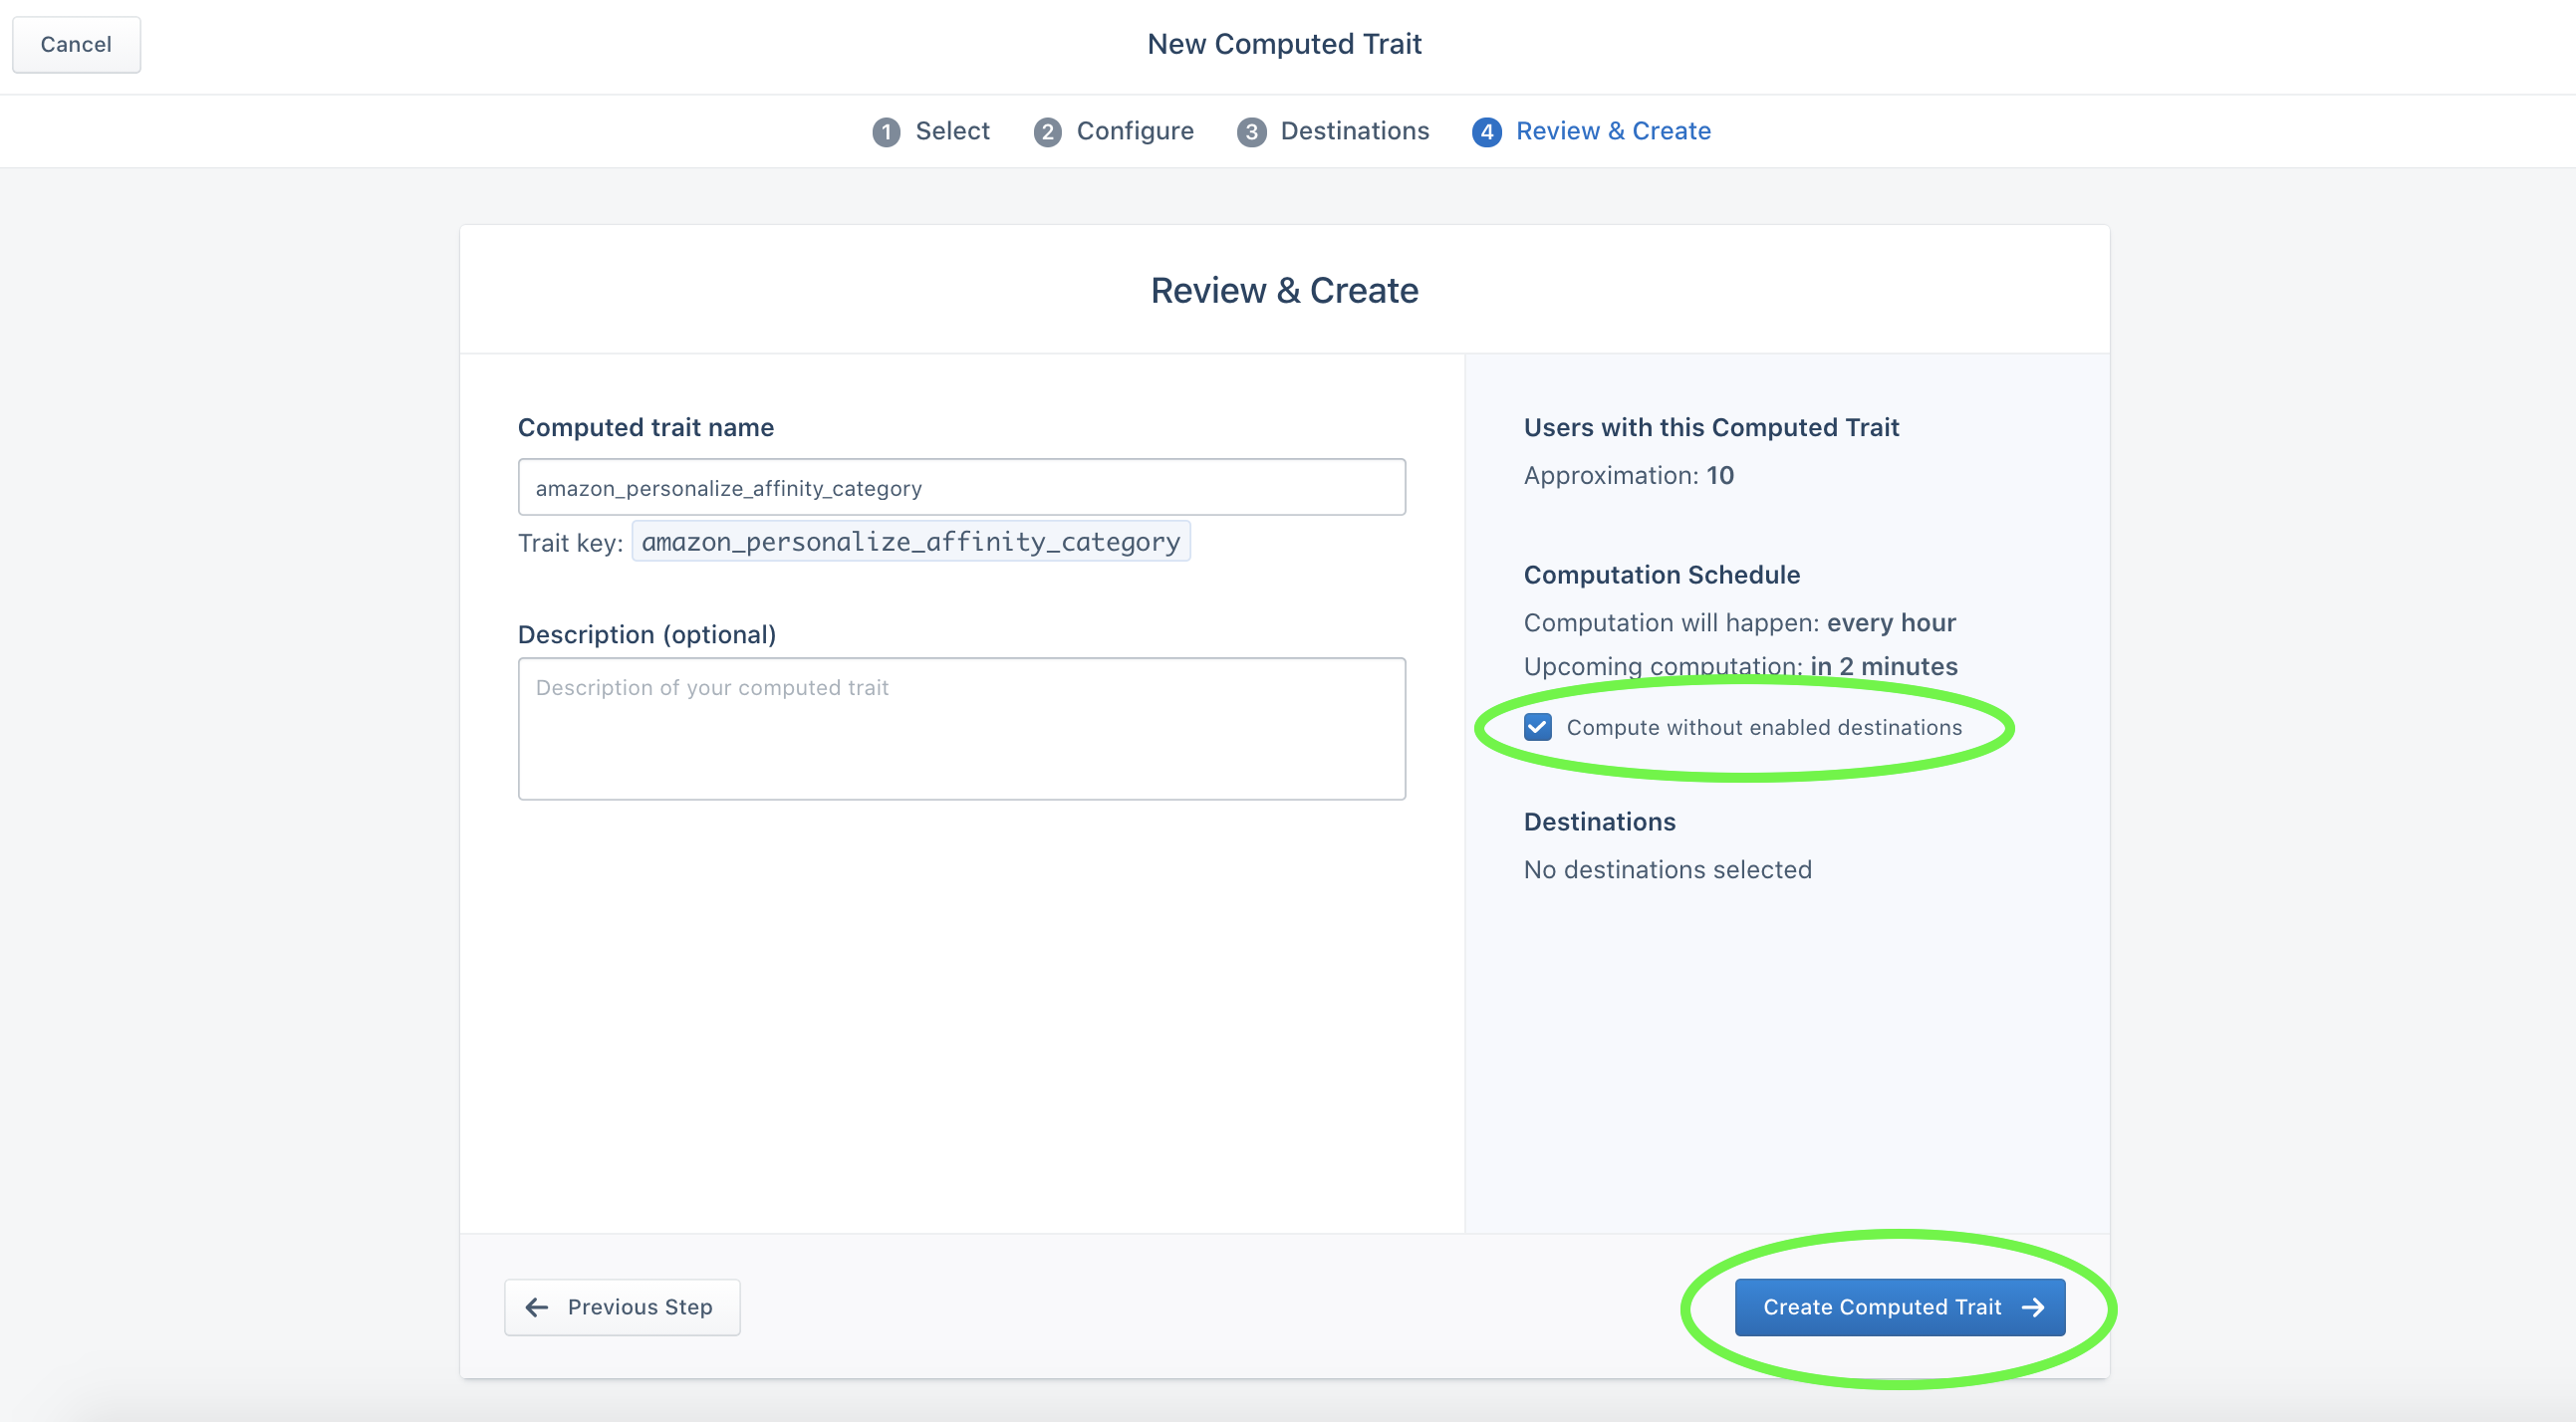 Cancel
New Computed Trait
1 Select 2 Configure 3 Destinations 4 Review & Create
Review & Create
Computed trait name
amazon_personalize_affinity_category
Trait key: amazon_personalize_affinity_category
Description (optional)
Description of your computed trait
Users with this Computed Trait
Approximation: 10
Computation Schedule
Computation will happen: every hour
Upcoming computation: in 2 minutes
Compute without enabled destinations
Destinations
No destinations selected
Previous Step
Create Computed Trait